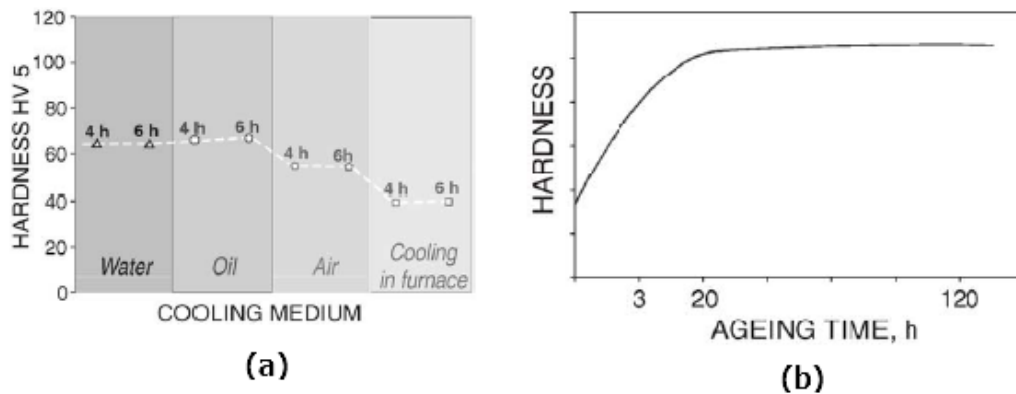 120
100
80
60
40
20
0
HARDNESS HV 5
4 h 6 h 4 h 6 h 4 h 6h 4 h 6 h
Water Oil Air Cooling
in furnace
COOLING MEDIUM
(a)
HARDNESS
3 20 120
AGEING TIME, h
(b)